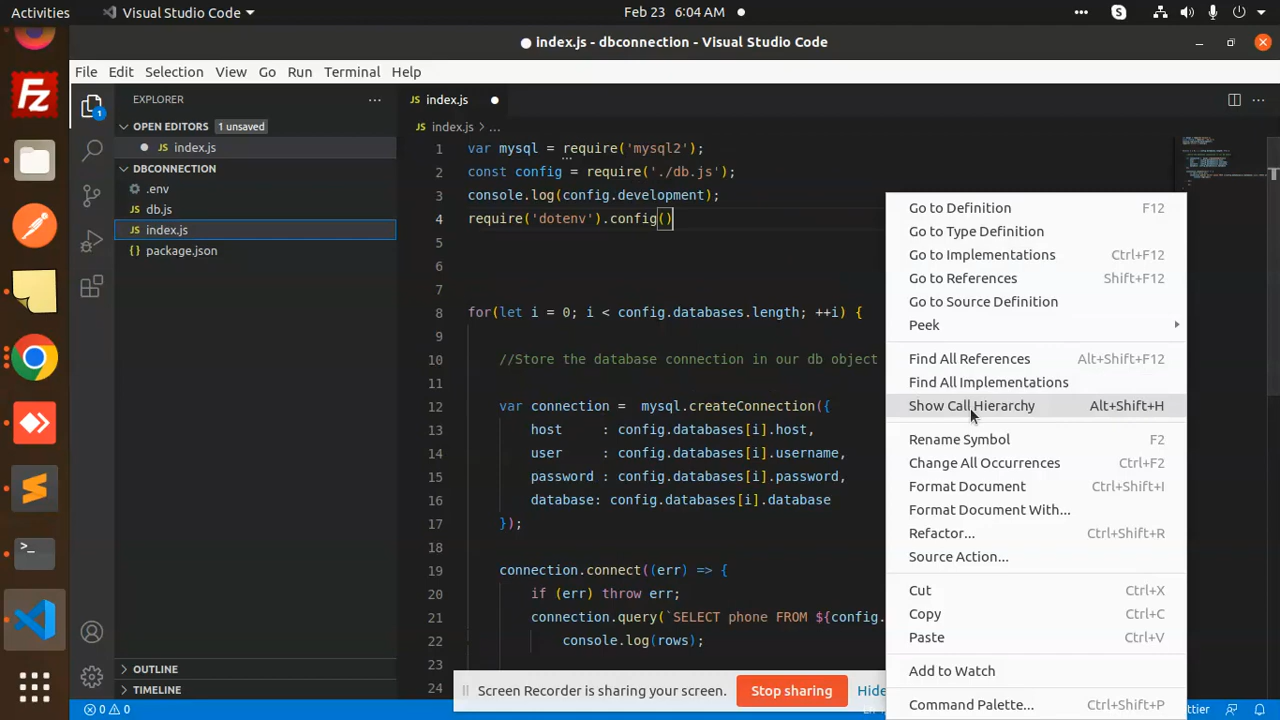 Activities
Visual Studio Code
Feb 23 6:04 AM
index.js - dbconnection - Visual Studio Code
File Edit Selection View Go Run Terminal Help
EXPLORER
OPEN EDITORS 1 unsaved
index.js
DBCONNECTION
.env
db.js
JS index.js
{} package.json
OUTLINE
TIMELINE
JS index.js
JS index.js > ...
1 var mysql = require('mysql2');
2 const config = require('./db.js');
3 console.log(config.development);
4 require('dotenv').config()
5
6
7
8 for(let i = 0; i < config.databases.length; ++i) {
9
10 //Store the database connection in our db object
11
12 var connection =  mysql.createConnection({
13 host     : config.databases[i].host,
14 user     : config.databases[i].username,
15 password : config.databases[i].password,
16 database: config.databases[i].database
17 });
18
19 connection.connect((err) => {
20 if (err) throw err;
21 connection.query(`SELECT phone FROM ${config.
22 console.log(rows);
23
24
Go to Definition F12
Go to Type Definition
Go to Implementations Ctrl+F12
Go to References Shift+F12
Go to Source Definition
Peek
Find All References Alt+Shift+F12
Find All Implementations
Show Call Hierarchy Alt+Shift+H
Rename Symbol F2
Change All Occurrences Ctrl+F2
Format Document Ctrl+Shift+I
Format Document With...
Refactor... Ctrl+Shift+R
Source Action...
Cut Ctrl+X
Copy Ctrl+C
Paste Ctrl+V
Add to Watch
Command Palette... Ctrl+Shift+P
Screen Recorder is sharing your screen. Stop sharing Hide
0 0